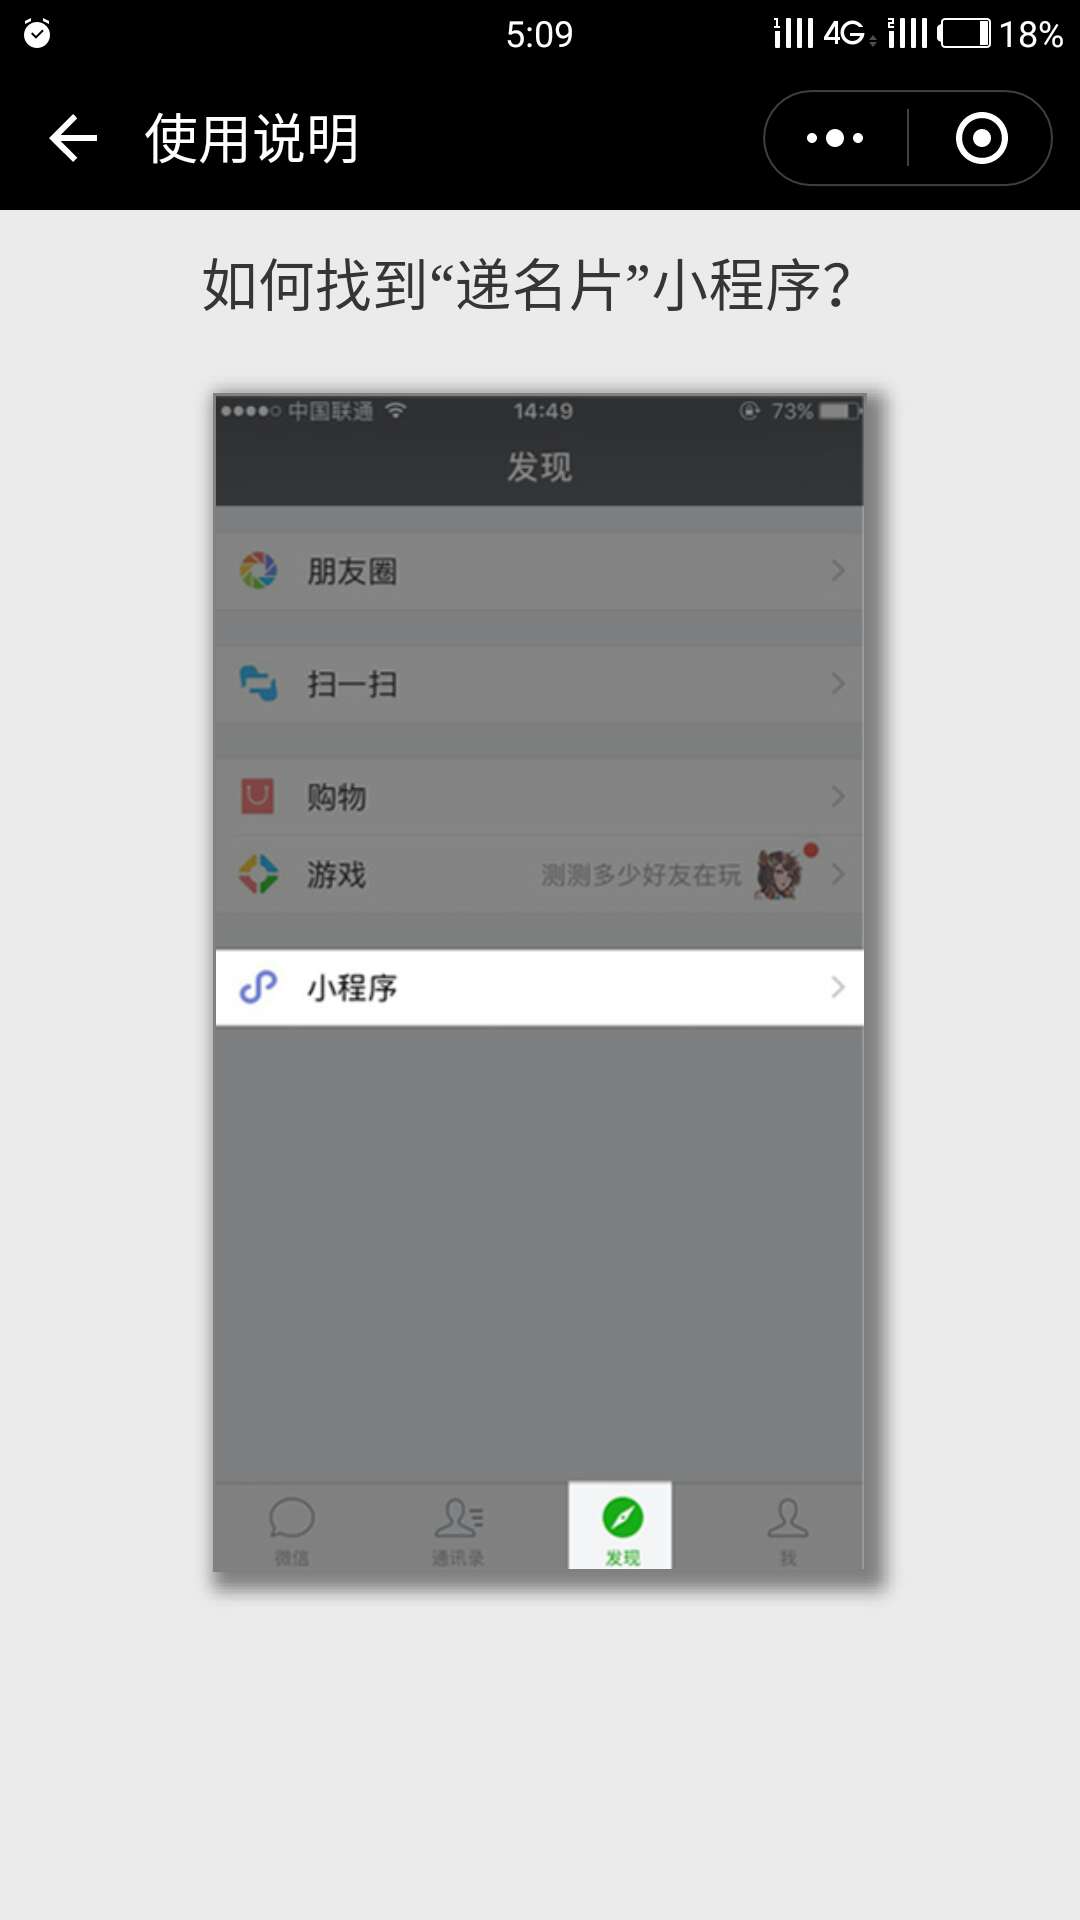 5:09
4G
18%
使用说明
如何找到“递名片”小程序?
中国联通
14:49
73%
发现
朋友圈
扫一扫
购物
游戏
测测多少好友在玩
小程序
微信
通讯录
发现
我